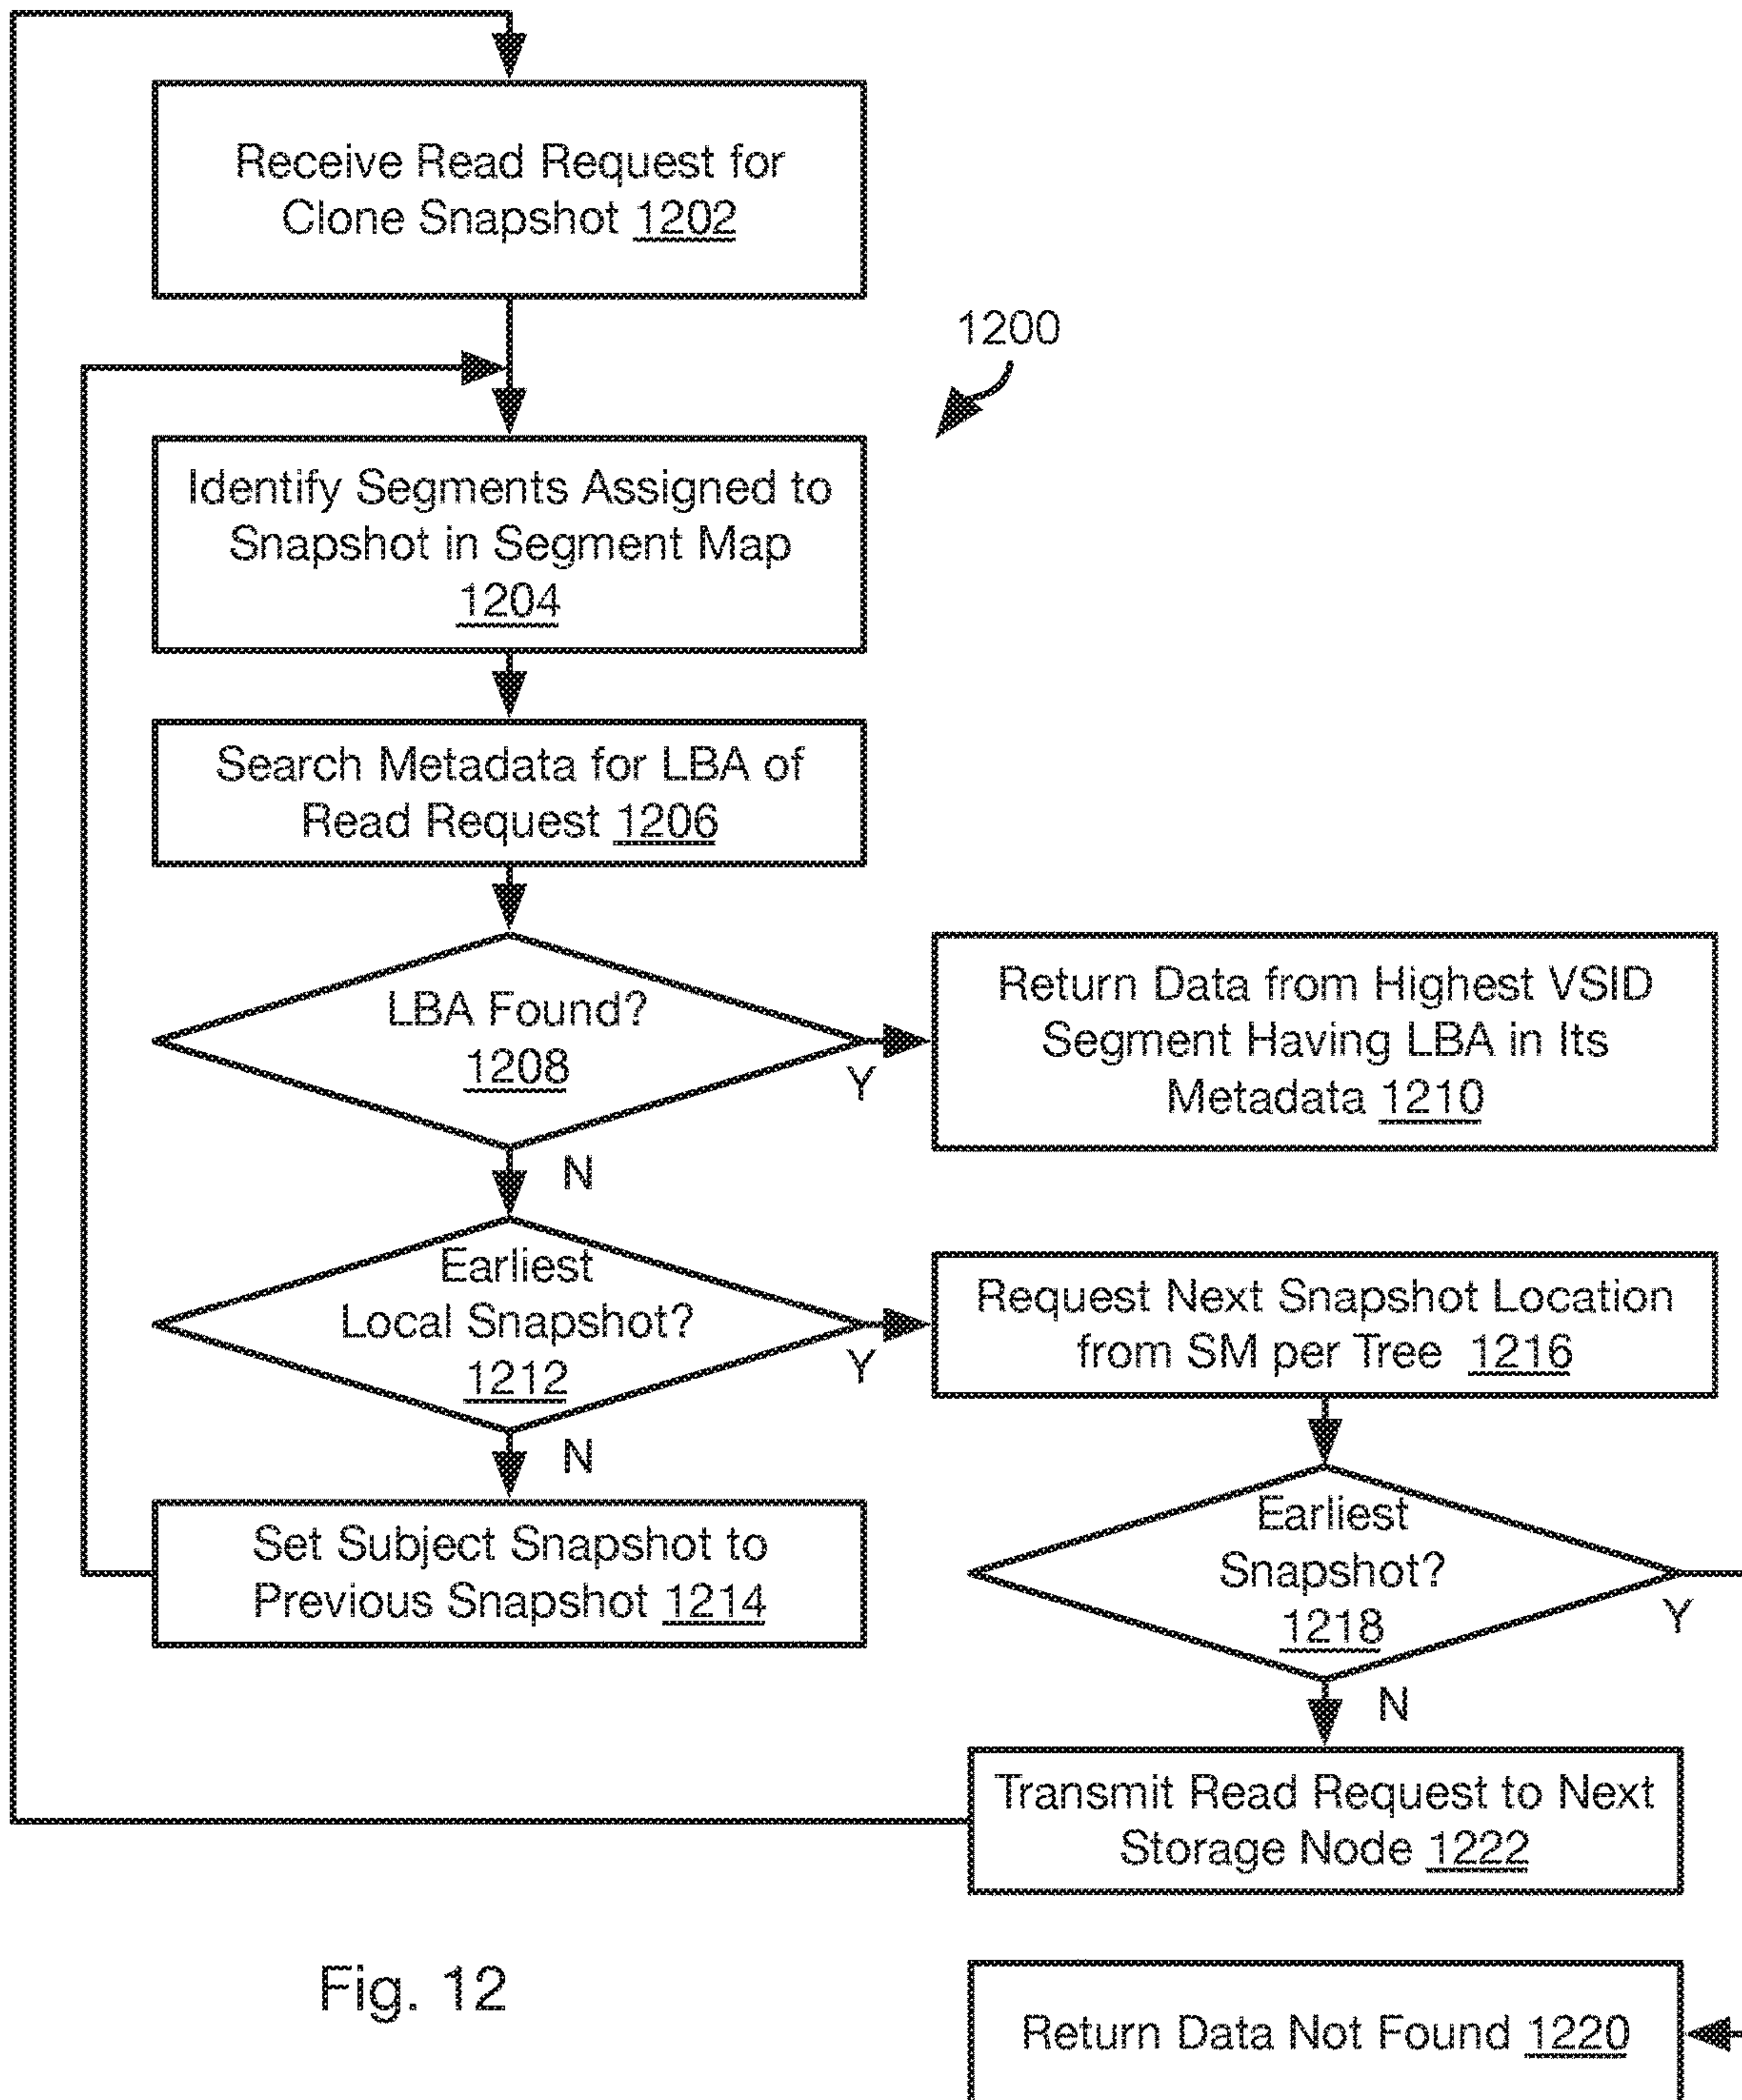 Receive Read Request for
Clone Snapshot 1202
1200
Identify Segments Assigned to
Snapshot in Segment Map
1204
Search Metadata for LBA of
Read Request 1206
LBA Found?
1208
Y
N
Return Data from Highest VSID
Segment Having LBA in Its
Metadata 1210
Earliest
Local Snapshot?
1212
Y
N
Request Next Snapshot Location
from SM per Tree 1216
Set Subject Snapshot to
Previous Snapshot 1214
Earliest
Snapshot?
1218
Y
N
Transmit Read Request to Next
Storage Node 1222
Fig. 12
Return Data Not Found 1220